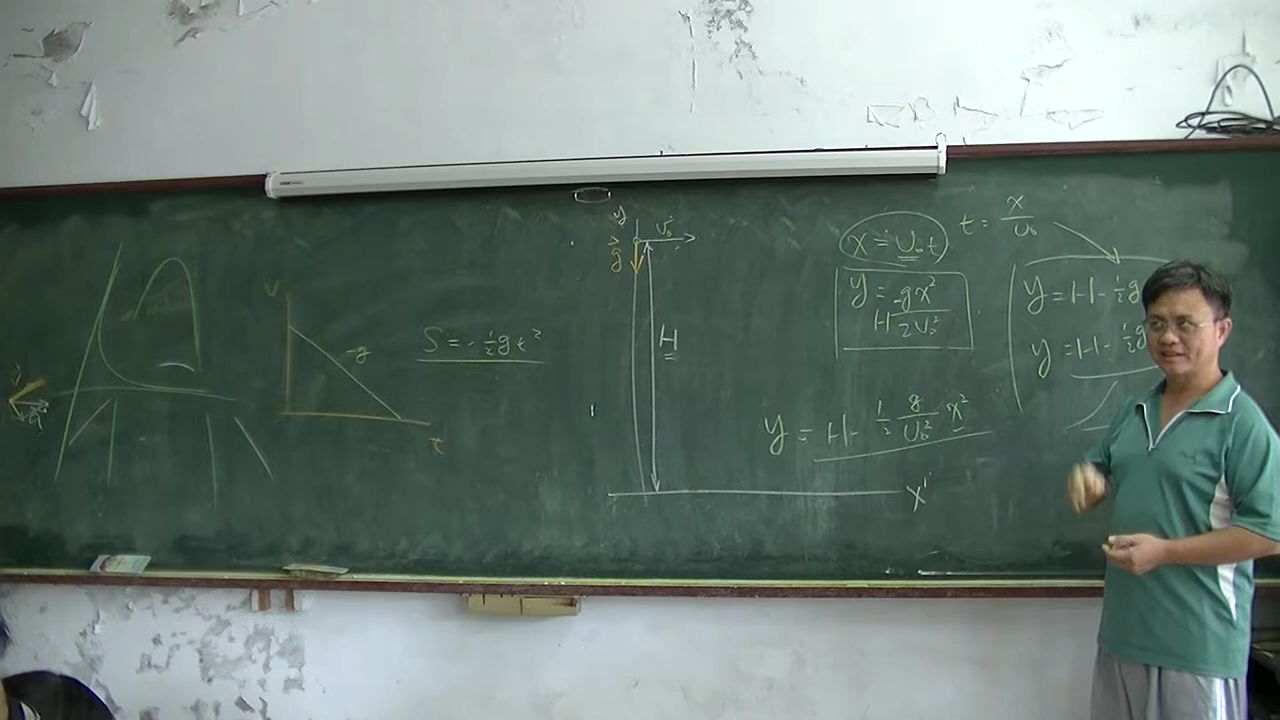 v
-g
t
S = -½gt²
y
v₀
g
H
x'
x = v₀t
t = x/v₀
y = H - gx²/2v₀²
y = H - ½g
y = H - ½g
y = H - ½ g/v₀² x²